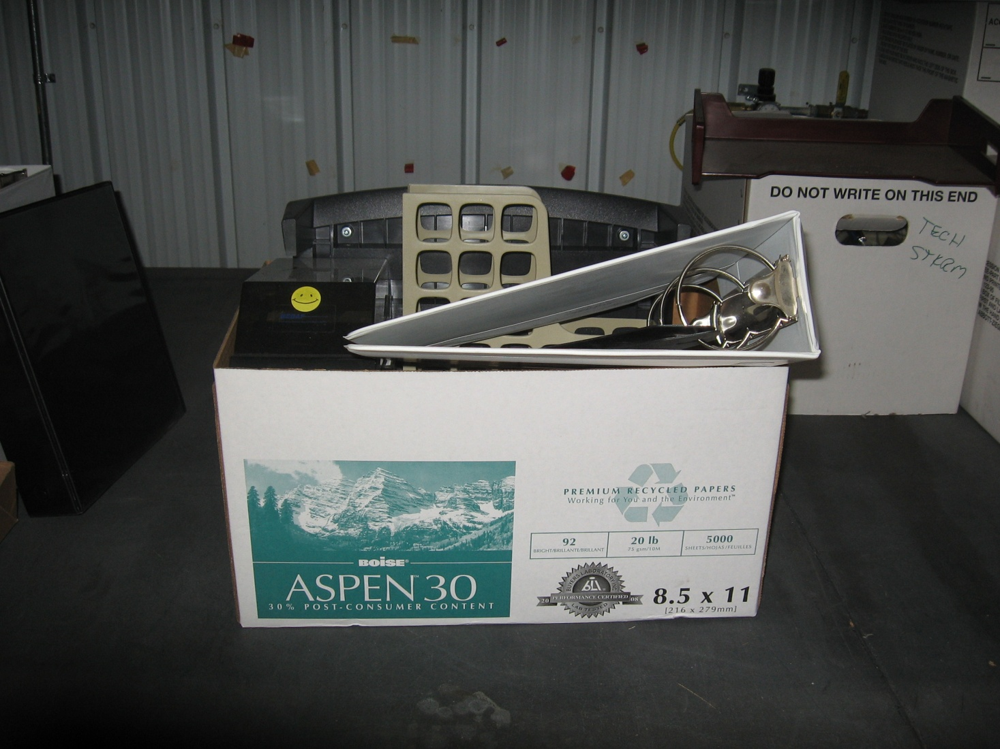 DO NOT WRITE ON THIS END
TECH
PREMIUM RECYCLED PAPERS
Working for You and the Environment™
92
BRIGHT/BRILLANTE/BRILLANT
20 lb
75 gsm/10M
5000
SHEETS/HOJAS/FEUILLES
BOISE®
ASPEN™ 30
30% POST-CONSUMER CONTENT
BUYERS LABORATORY INC
bLI
20 PERFORMANCE CERTIFIED 08
LAB TESTED
8.5 x 11
[216 x 279mm]